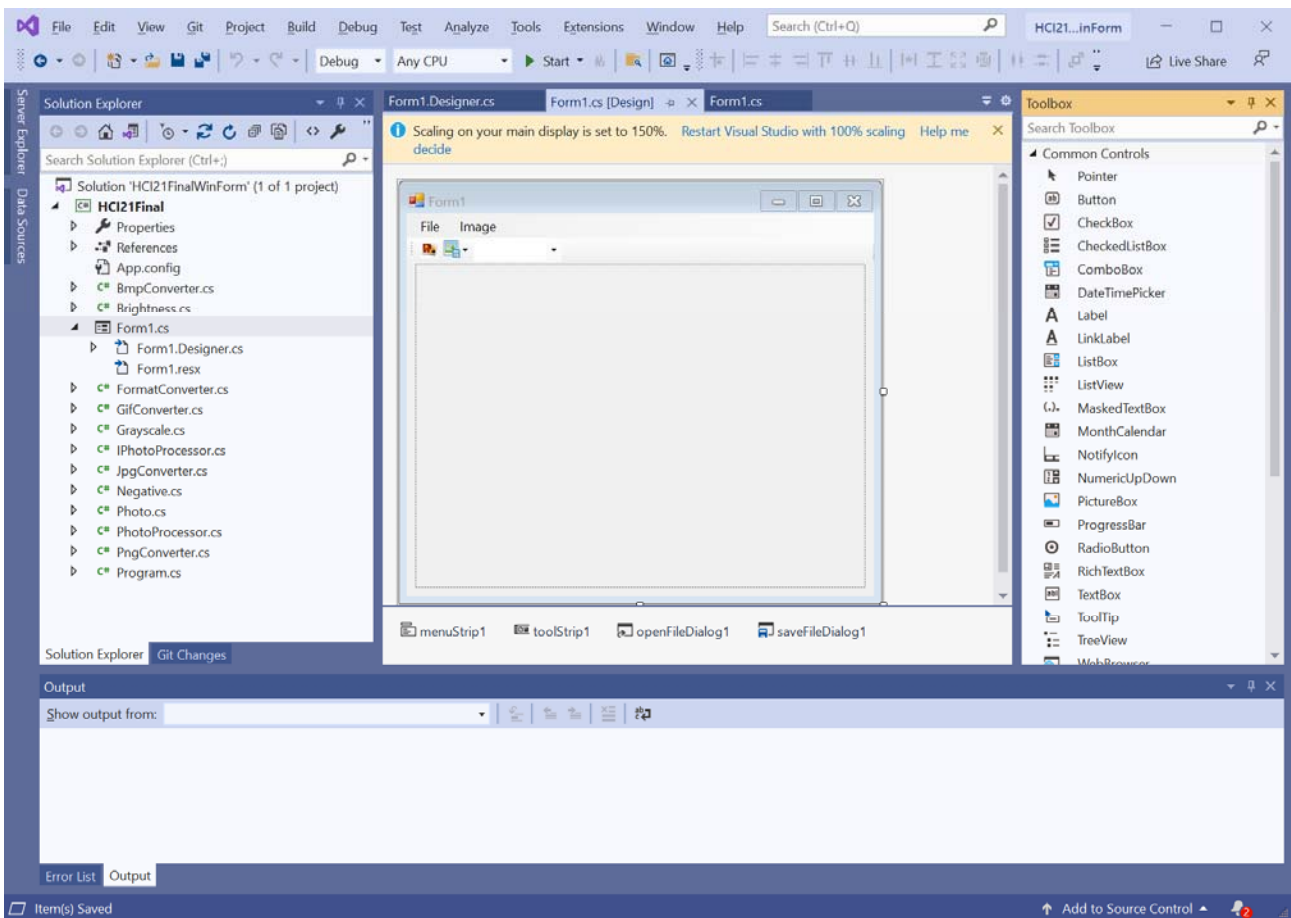 File Edit View Git Project Build Debug Test Analyze Tools Extensions Window Help Search (Ctrl+Q) HCI21...inForm
Debug Any CPU Start Live Share
Server Explorer
Data Sources
Solution Explorer
Search Solution Explorer (Ctrl+;)
Solution 'HCI21FinalWinForm' (1 of 1 project)
C# HCI21Final
Properties
References
App.config
C# BmpConverter.cs
C# Brightness.cs
Form1.cs
Form1.Designer.cs
Form1.resx
C# FormatConverter.cs
C# GifConverter.cs
C# Grayscale.cs
C# IPhotoProcessor.cs
C# JpgConverter.cs
C# Negative.cs
C# Photo.cs
C# PhotoProcessor.cs
C# PngConverter.cs
C# Program.cs
Solution Explorer Git Changes
Form1.Designer.cs Form1.cs [Design] Form1.cs
Scaling on your main display is set to 150%. Restart Visual Studio with 100% scaling Help me
decide
Form1
File Image
menuStrip1 toolStrip1 openFileDialog1 saveFileDialog1
Toolbox
Search Toolbox
Common Controls
Pointer
Button
CheckBox
CheckedListBox
ComboBox
DateTimePicker
A Label
A LinkLabel
ListBox
ListView
(.). MaskedTextBox
MonthCalendar
NotifyIcon
NumericUpDown
PictureBox
ProgressBar
RadioButton
RichTextBox
TextBox
ToolTip
TreeView
WebBrowser
Output
Show output from:
Error List Output
Item(s) Saved Add to Source Control 2